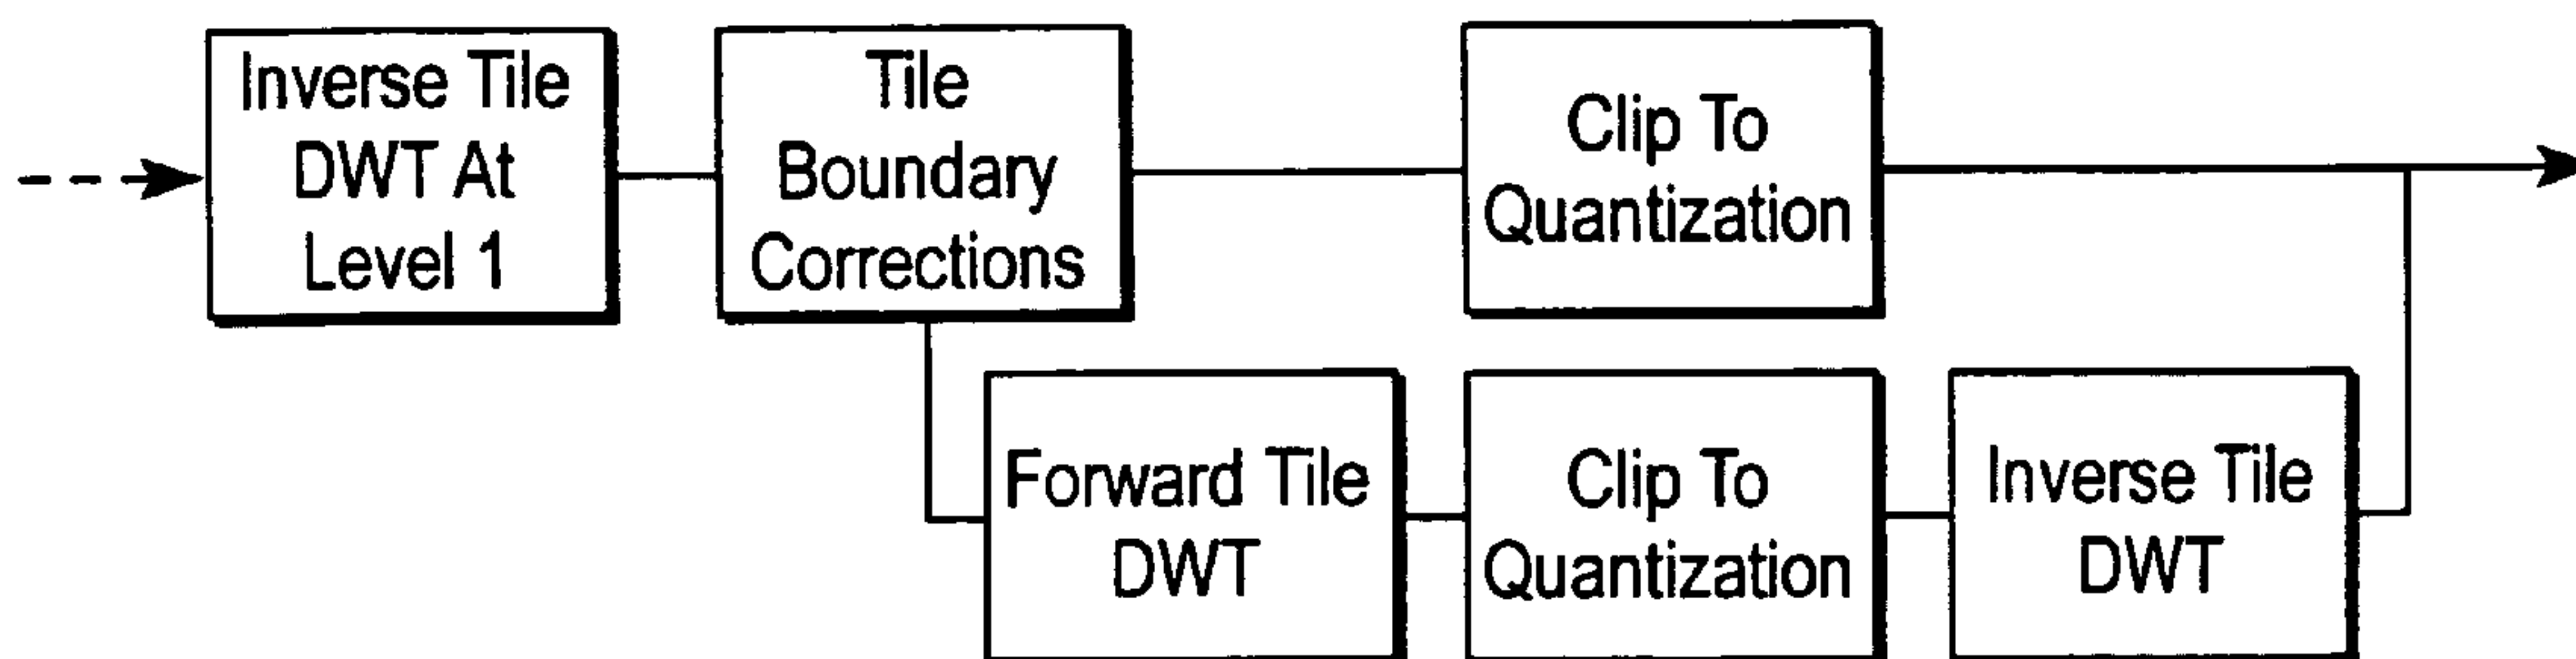 Inverse Tile
DWT At
Level 1
Tile
Boundary
Corrections
Clip To
Quantization
Forward Tile
DWT
Clip To
Quantization
Inverse Tile
DWT